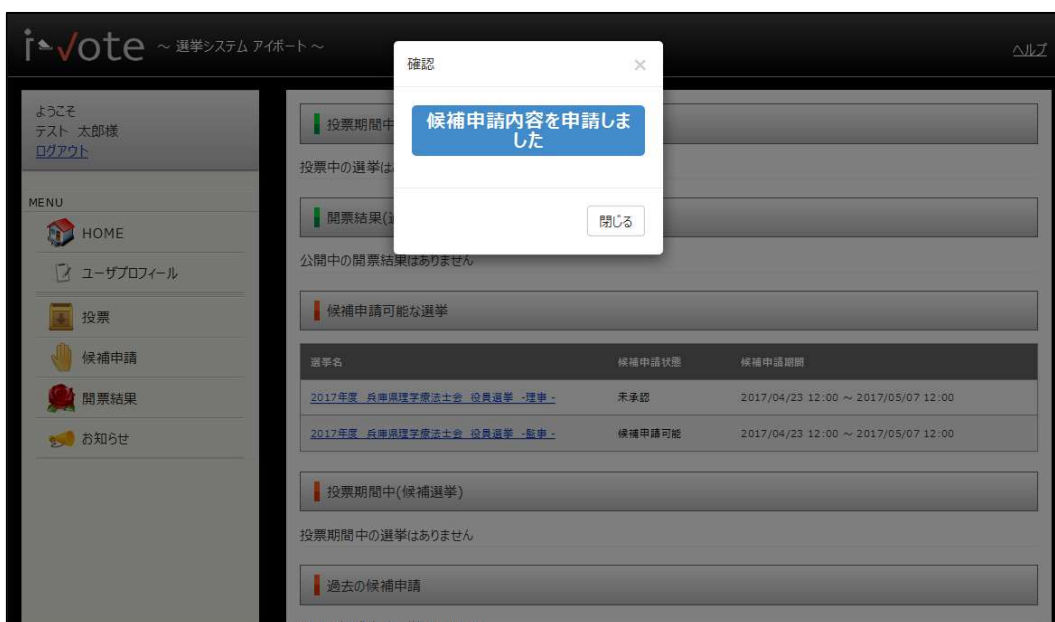 i-vote ～ 選挙システム アイボート ～
ヘルプ
確認
×
候補申請内容を申請しま
した
閉じる
ようこそ
テスト 太郎様
ログアウト
MENU
HOME
ユーザプロフィール
投票
候補申請
開票結果
お知らせ
投票期間中
投票中の選挙は
開票結果(
公開中の開票結果はありません
候補申請可能な選挙
選挙名 候補申請状態 候補申請期間
2017年度 兵庫県理学療法士会 役員選挙 -理事- 未承認 2017/04/23 12:00 ～ 2017/05/07 12:00
2017年度 兵庫県理学療法士会 役員選挙 -監事- 候補申請可能 2017/04/23 12:00 ～ 2017/05/07 12:00
投票期間中(候補選挙)
投票期間中の選挙はありません
過去の候補申請